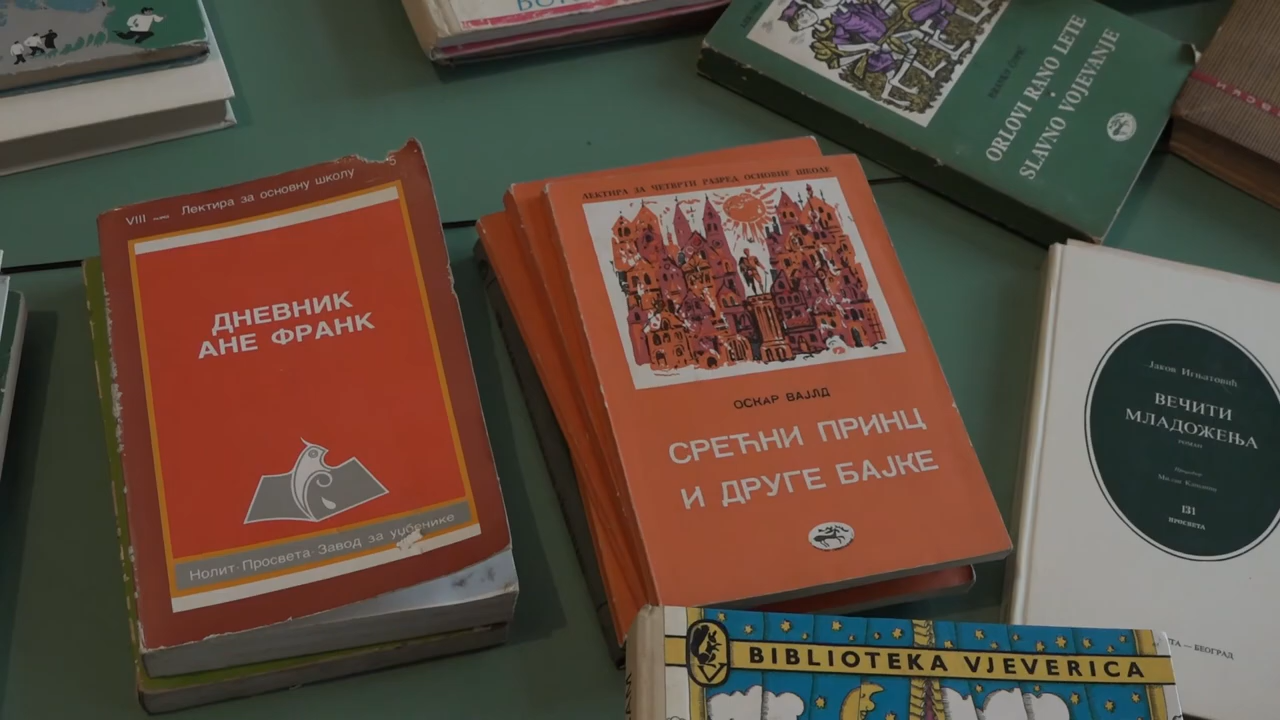 ORLOVI RANO LETE
SLAVNO VOJEVANJE
VIII Лектира за основну школу 5
ДНЕВНИК
АНЕ ФРАНК
Нолит-Просвета-Завод за уџбенике
ЛЕКТИРА ЗА ЧЕТВРТИ РАЗРЕД ОСНОВНЕ ШКОЛЕ
ОСКАР ВАЈЛД
СРЕЋНИ ПРИНЦ
И ДРУГЕ БАЈКЕ
Јаков Игњатовић
ВЕЧИТИ
МЛАДОЖЕЊА
РОМАН
131
ПРОСВЕТА
БЕОГРАД
BIBLIOTEKA VJEVERICA